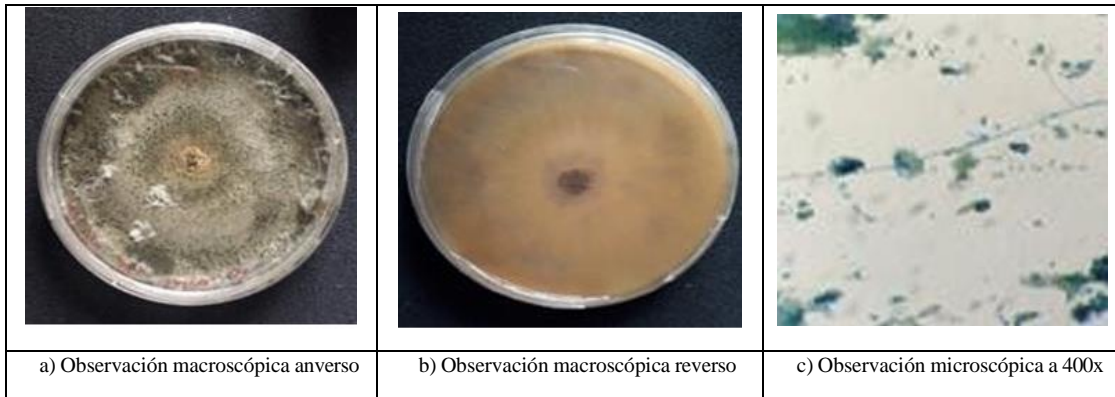 a) Observación macroscópica anverso
b) Observación macroscópica reverso
c) Observación microscópica a 400x